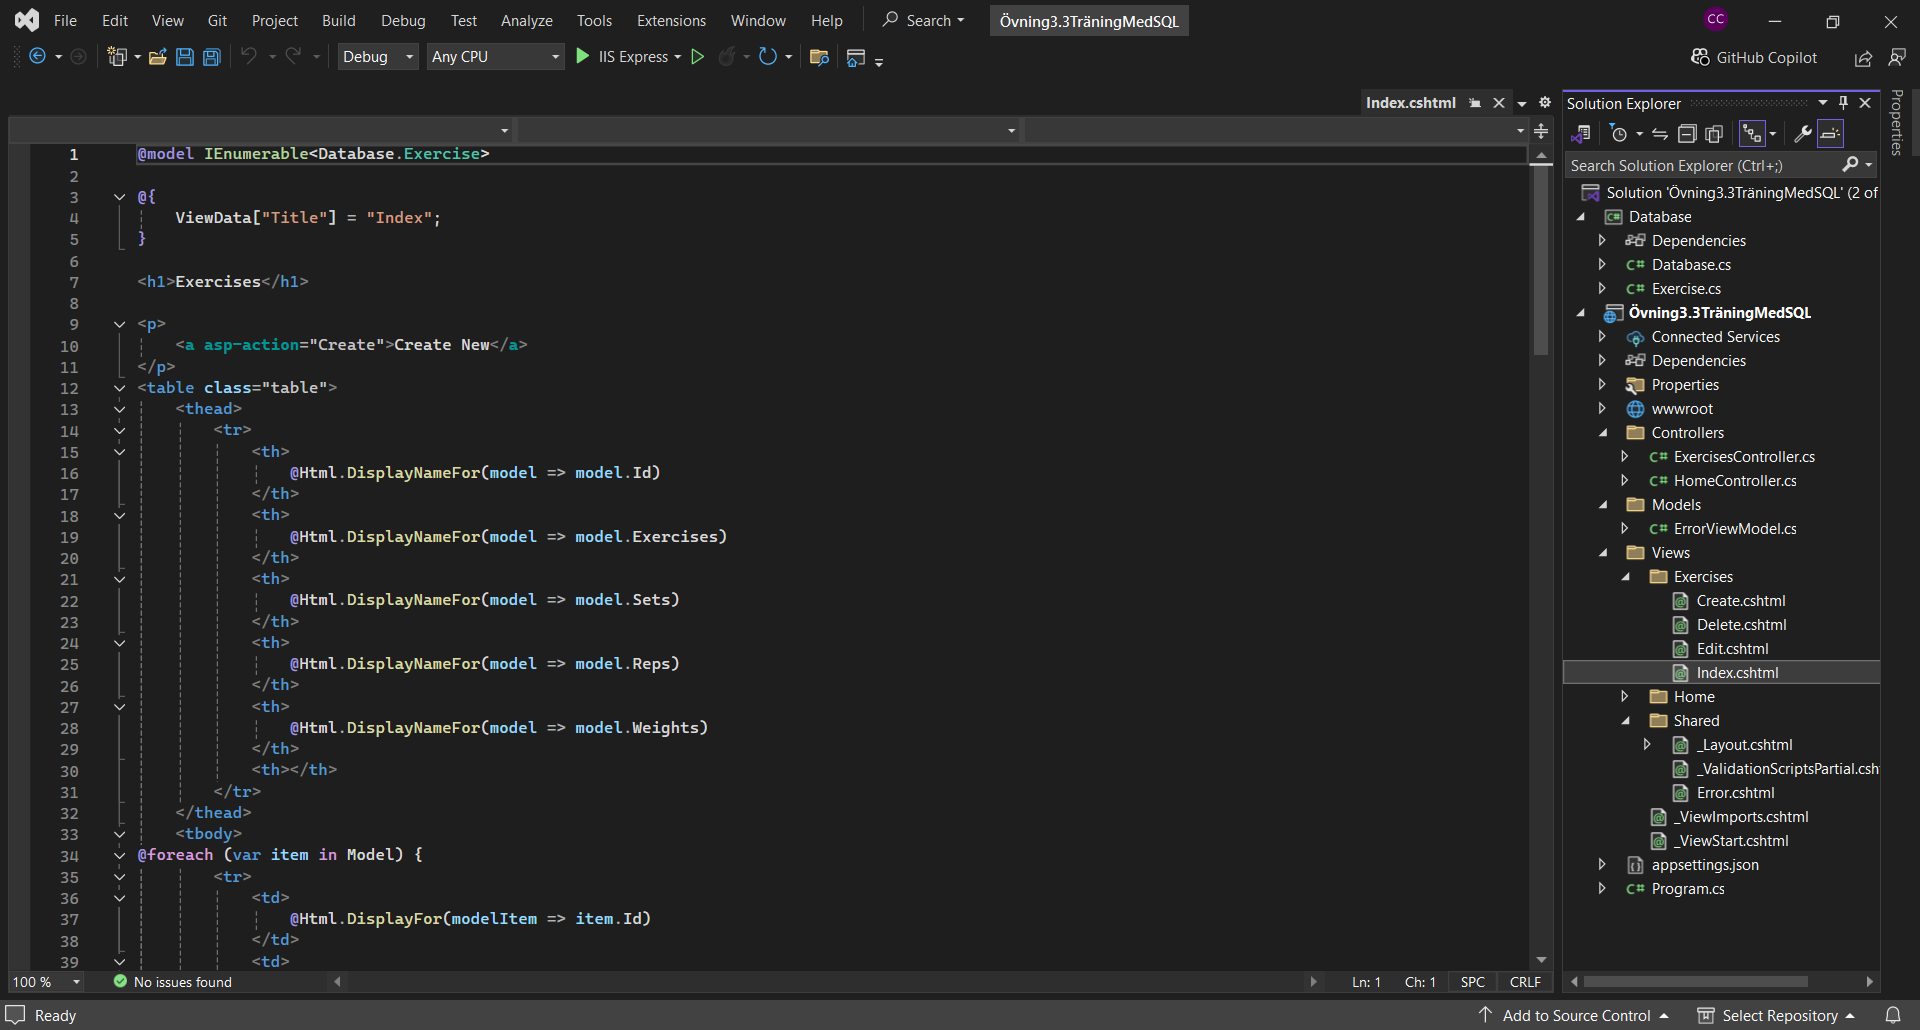 File Edit View Git Project Build Debug Test Analyze Tools Extensions Window Help Search Övning3.3TräningMedSQL CC
Debug Any CPU IIS Express GitHub Copilot
Index.cshtml
1 @model IEnumerable<Database.Exercise>
2
3 @{
4 ViewData["Title"] = "Index";
5 }
6
7 <h1>Exercises</h1>
8
9 <p>
10 <a asp-action="Create">Create New</a>
11 </p>
12 <table class="table">
13 <thead>
14 <tr>
15 <th>
16 @Html.DisplayNameFor(model => model.Id)
17 </th>
18 <th>
19 @Html.DisplayNameFor(model => model.Exercises)
20 </th>
21 <th>
22 @Html.DisplayNameFor(model => model.Sets)
23 </th>
24 <th>
25 @Html.DisplayNameFor(model => model.Reps)
26 </th>
27 <th>
28 @Html.DisplayNameFor(model => model.Weights)
29 </th>
30 <th></th>
31 </tr>
32 </thead>
33 <tbody>
34 @foreach (var item in Model) {
35 <tr>
36 <td>
37 @Html.DisplayFor(modelItem => item.Id)
38 </td>
39 <td>
100 % No issues found Ln: 1 Ch: 1 SPC CRLF
Solution Explorer
Search Solution Explorer (Ctrl+;)
Solution 'Övning3.3TräningMedSQL' (2 of
C# Database
Dependencies
C# Database.cs
C# Exercise.cs
Övning3.3TräningMedSQL
Connected Services
Dependencies
Properties
wwwroot
Controllers
C# ExercisesController.cs
C# HomeController.cs
Models
C# ErrorViewModel.cs
Views
Exercises
Create.cshtml
Delete.cshtml
Edit.cshtml
Index.cshtml
Home
Shared
_Layout.cshtml
_ValidationScriptsPartial.csh
Error.cshtml
_ViewImports.cshtml
_ViewStart.cshtml
appsettings.json
C# Program.cs
Properties
Ready Add to Source Control Select Repository